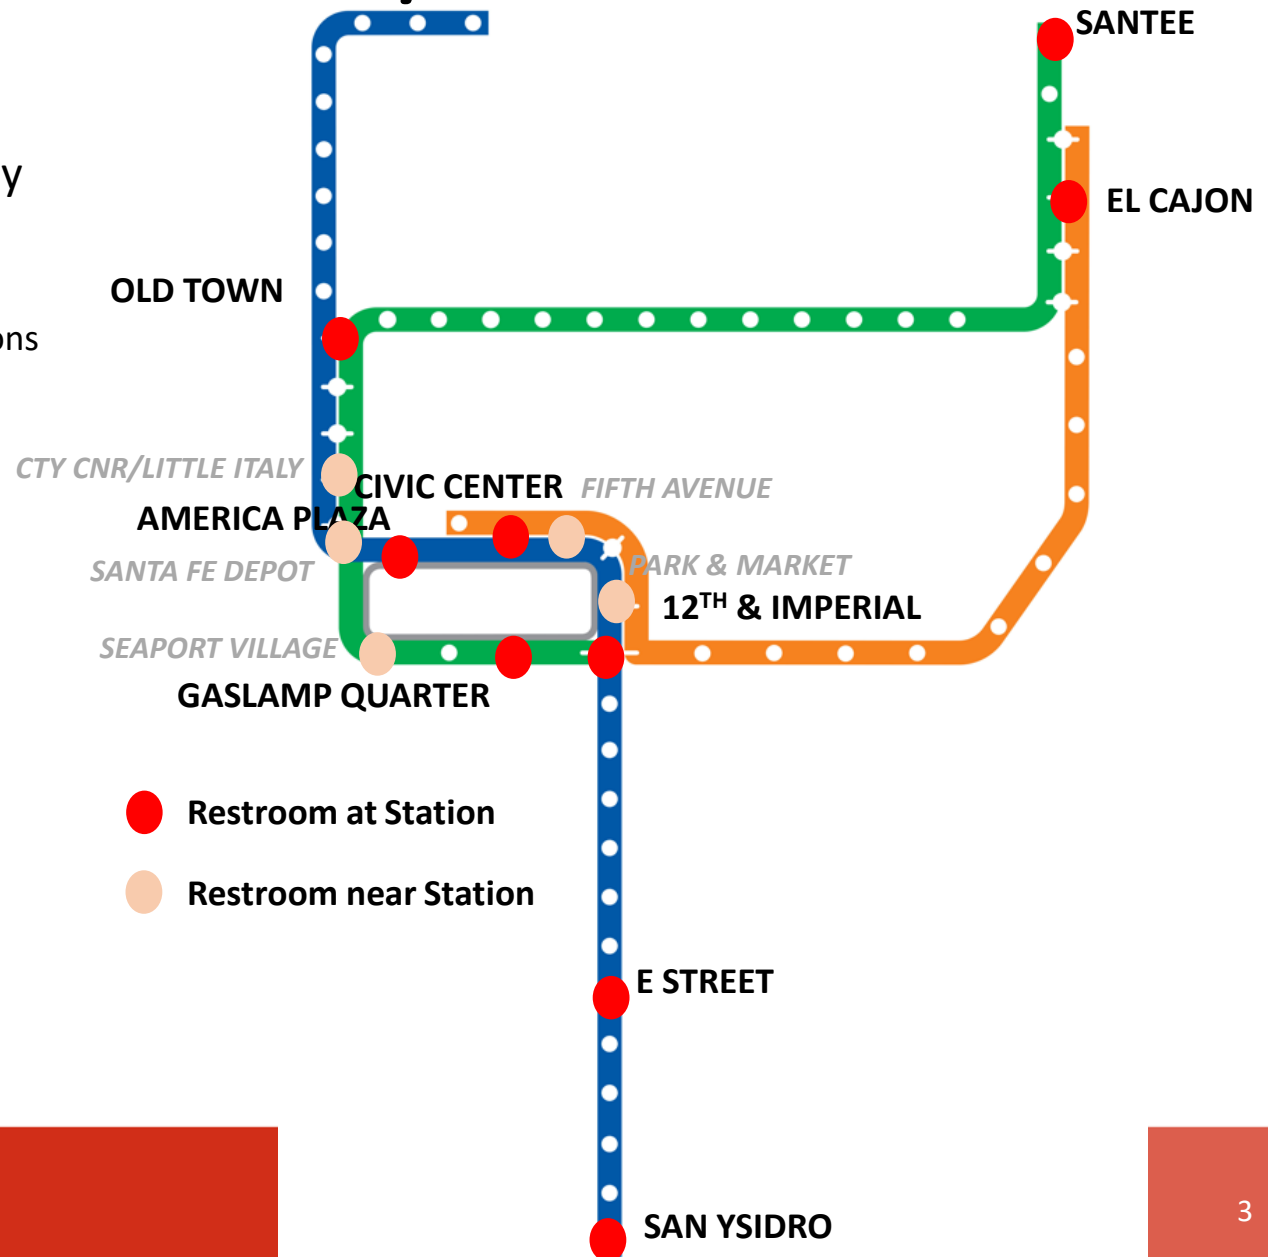 SANTEE
y
EL CAJON
OLD TOWN
ons
CTY CNR/LITTLE ITALY
CIVIC CENTER
FIFTH AVENUE
AMERICA PLAZA
SANTA FE DEPOT
PARK & MARKET
12TH & IMPERIAL
SEAPORT VILLAGE
GASLAMP QUARTER
Restroom at Station
Restroom near Station
E STREET
SAN YSIDRO
3